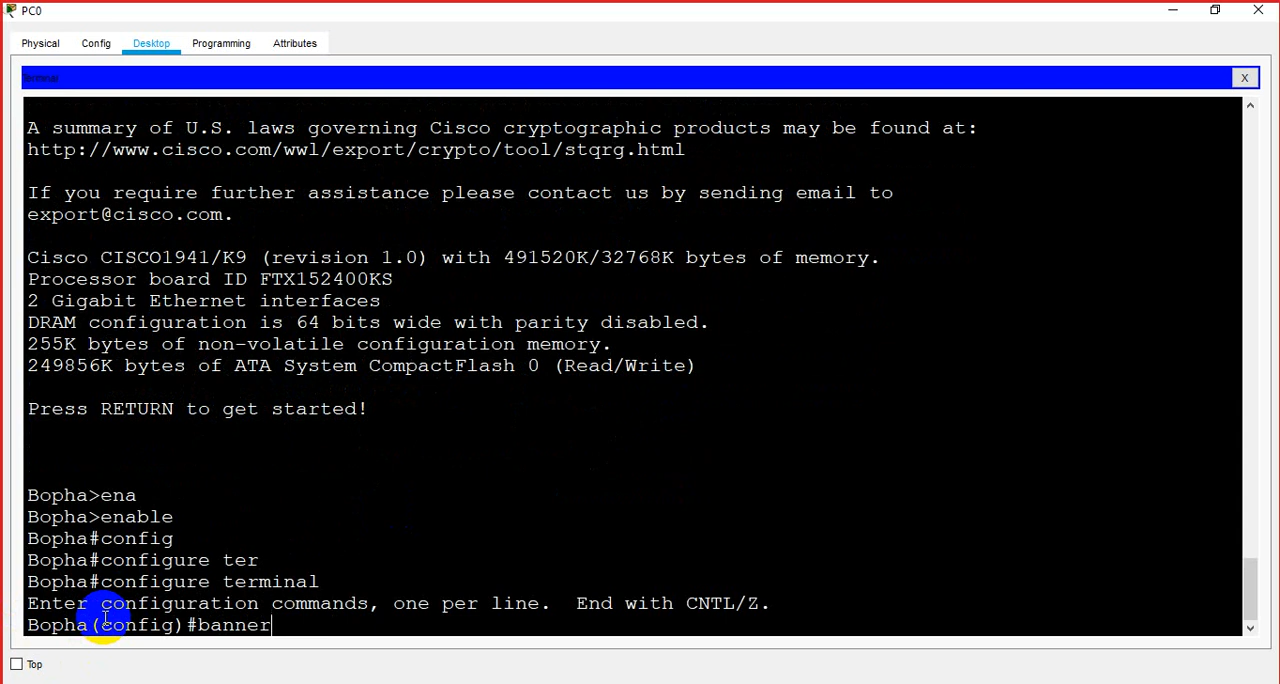 PC0
Physical Config Desktop Programming Attributes
Terminal
X
A summary of U.S. laws governing Cisco cryptographic products may be found at:
http://www.cisco.com/wwl/export/crypto/tool/stqrg.html
If you require further assistance please contact us by sending email to
export@cisco.com.
Cisco CISCO1941/K9 (revision 1.0) with 491520K/32768K bytes of memory.
Processor board ID FTX152400KS
2 Gigabit Ethernet interfaces
DRAM configuration is 64 bits wide with parity disabled.
255K bytes of non-volatile configuration memory.
249856K bytes of ATA System CompactFlash 0 (Read/Write)
Press RETURN to get started!
Bopha>ena
Bopha>enable
Bopha#config
Bopha#configure ter
Bopha#configure terminal
Enter configuration commands, one per line.  End with CNTL/Z.
Bopha(config)#banner
Top